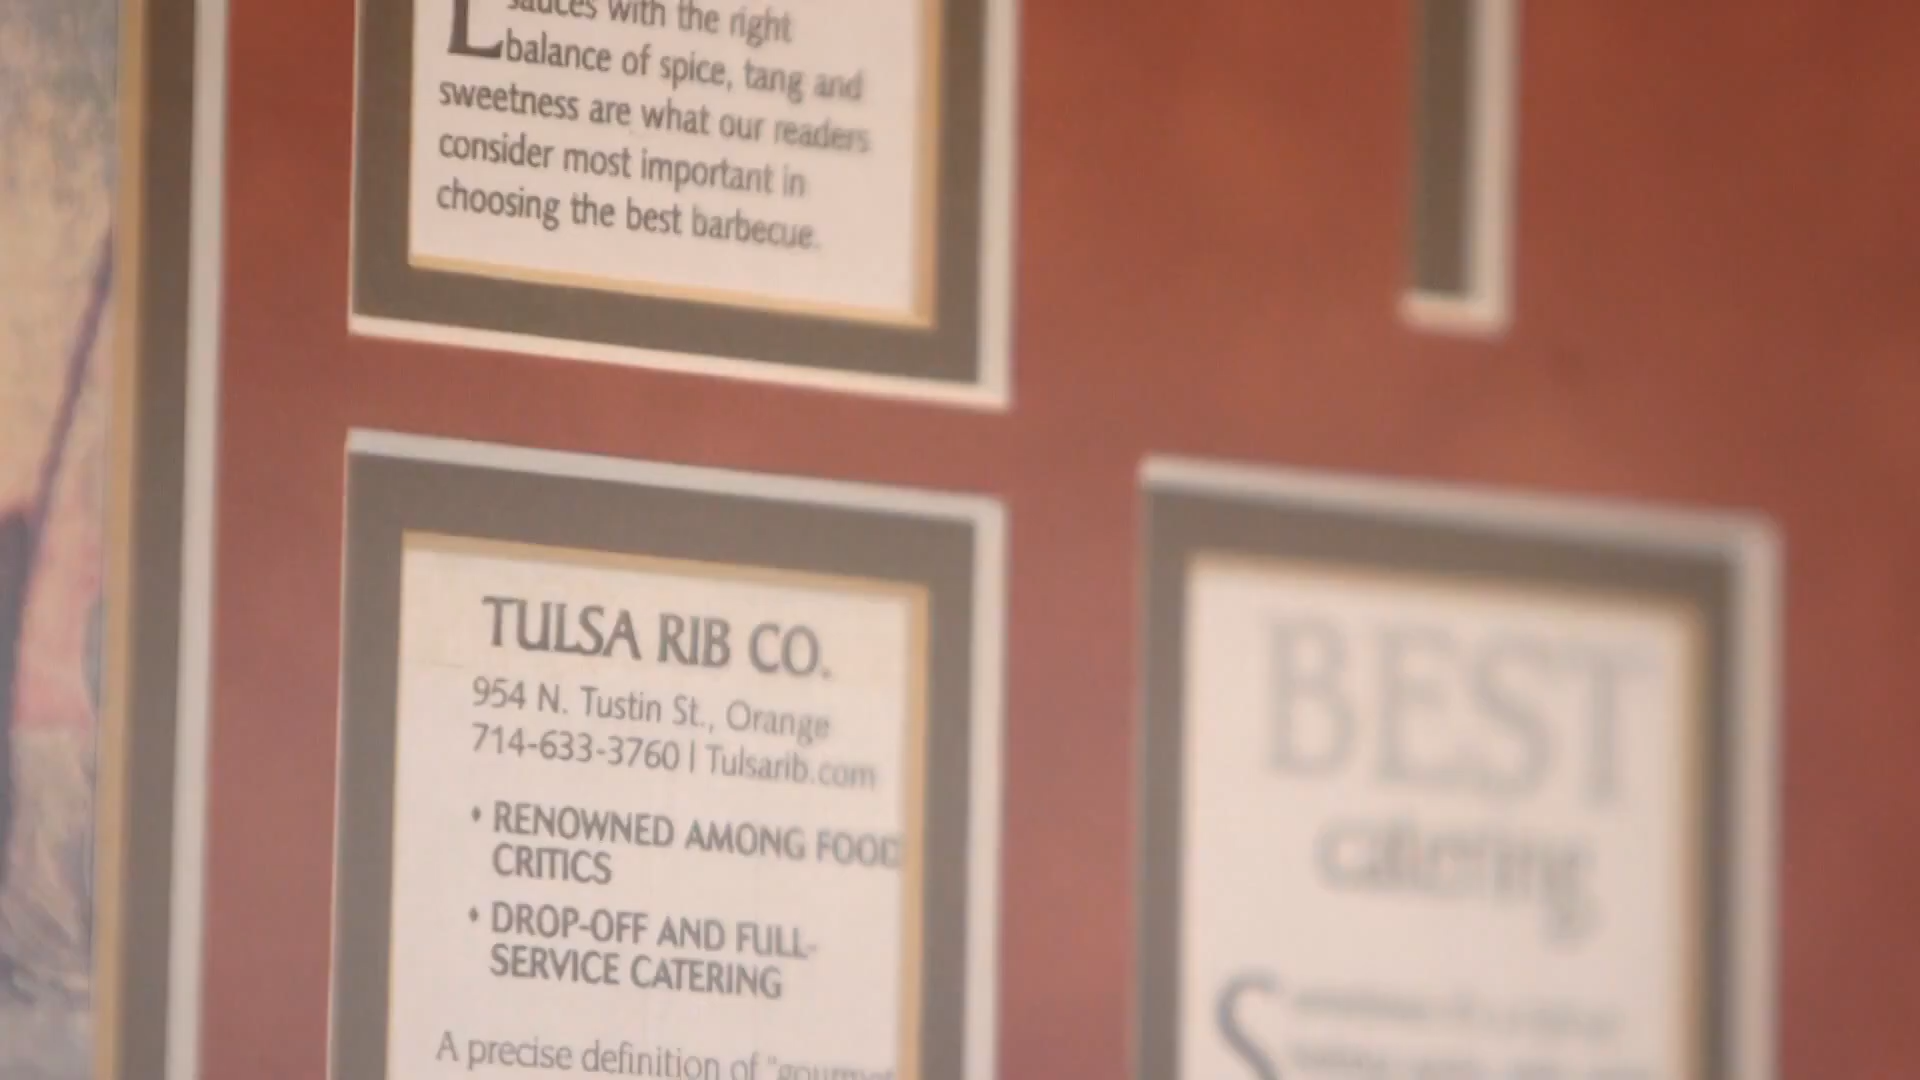 L
sauces with the right
balance of spice, tang and
sweetness are what our readers
consider most important in
choosing the best barbecue.
TULSA RIB CO.
954 N. Tustin St., Orange
714-633-3760 | Tulsarib.com
• RENOWNED AMONG FOOD
CRITICS
• DROP-OFF AND FULL-
SERVICE CATERING
A precise definition of "gourmet
BEST
catering
S